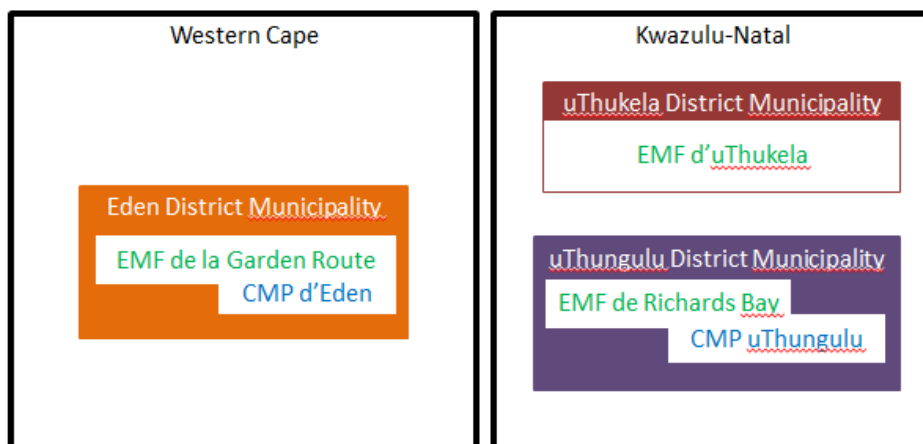 Western Cape
Eden District Municipality
EMF de la Garden Route
CMP d'Eden
Kwazulu-Natal
uThukela District Municipality
EMF d'uThukela
uThungulu District Municipality
EMF de Richards Bay
CMP uThungulu